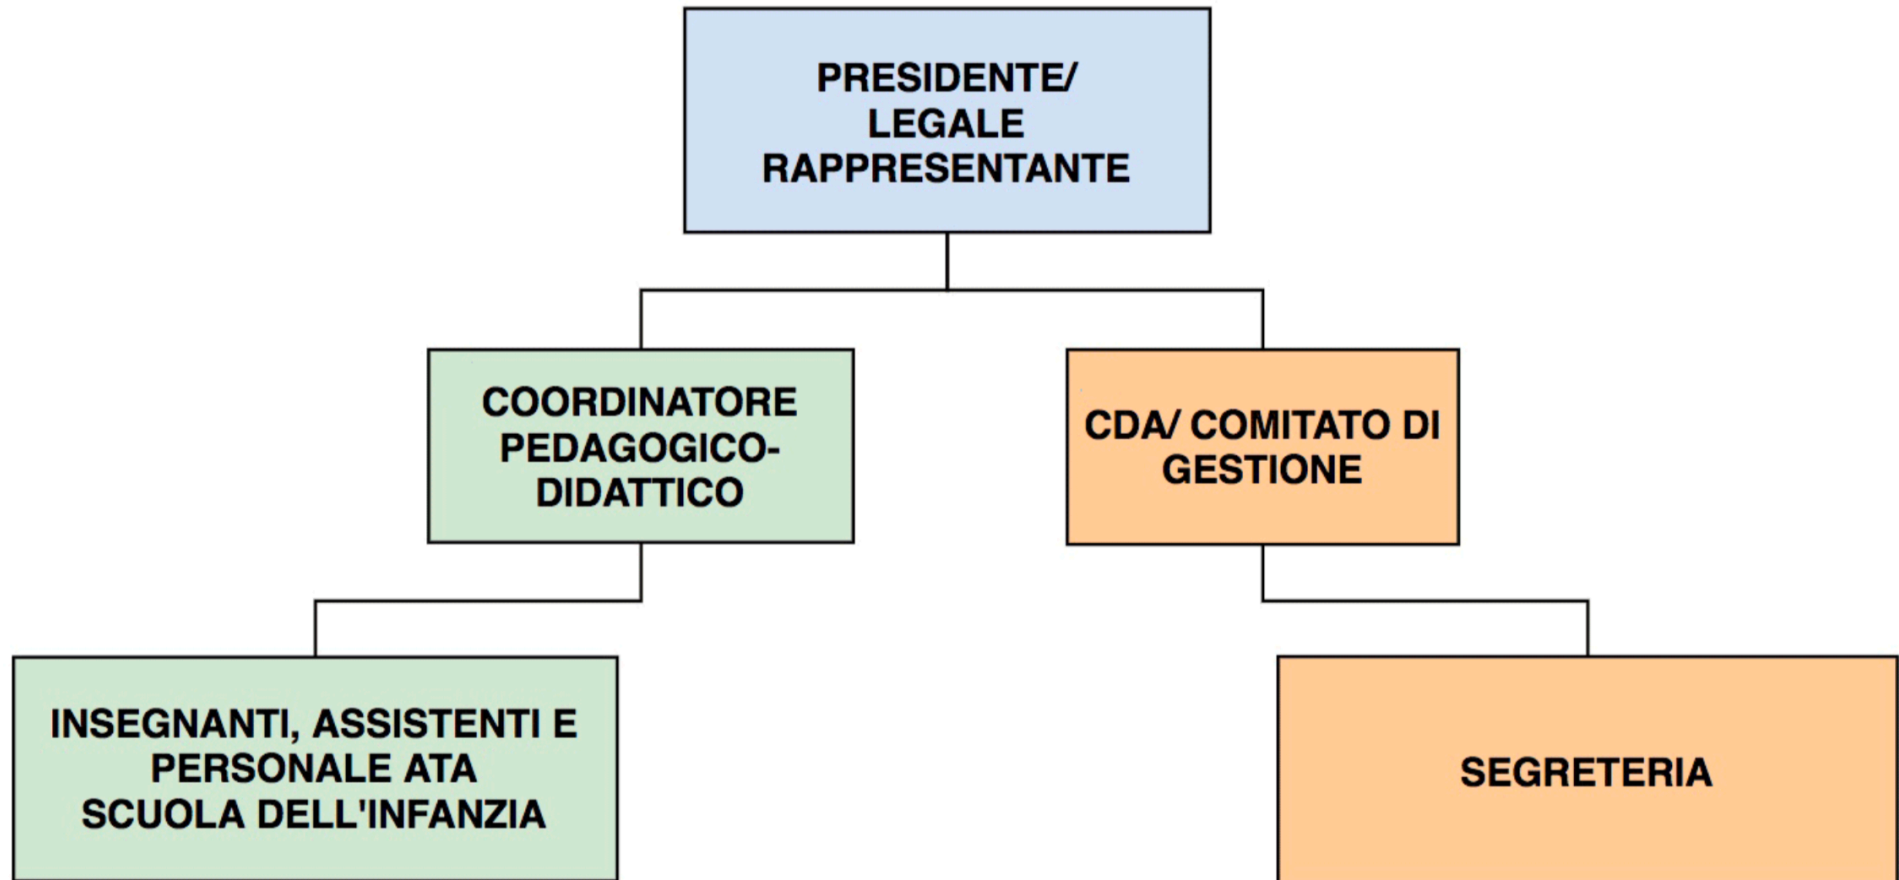 PRESIDENTE/
LEGALE
RAPPRESENTANTE
COORDINATORE
PEDAGOGICO-
DIDATTICO
CDA/ COMITATO DI
GESTIONE
INSEGNANTI, ASSISTENTI E
PERSONALE ATA
SCUOLA DELL'INFANZIA
SEGRETERIA